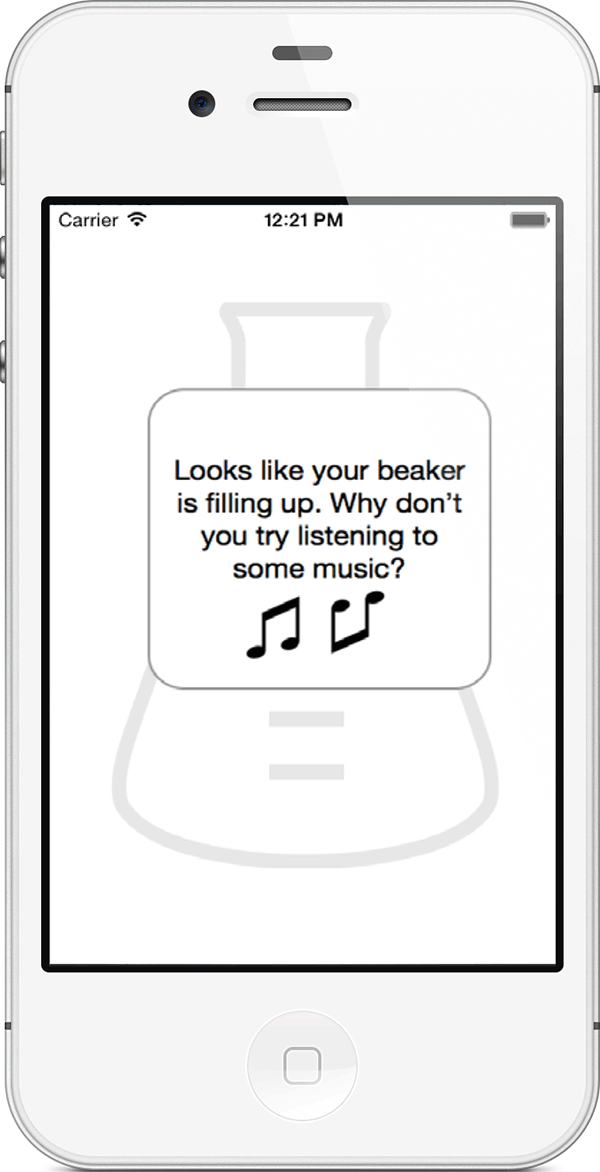 Carrier
12:21 PM
Looks like your beaker
is filling up. Why don’t
you try listening to
some music?